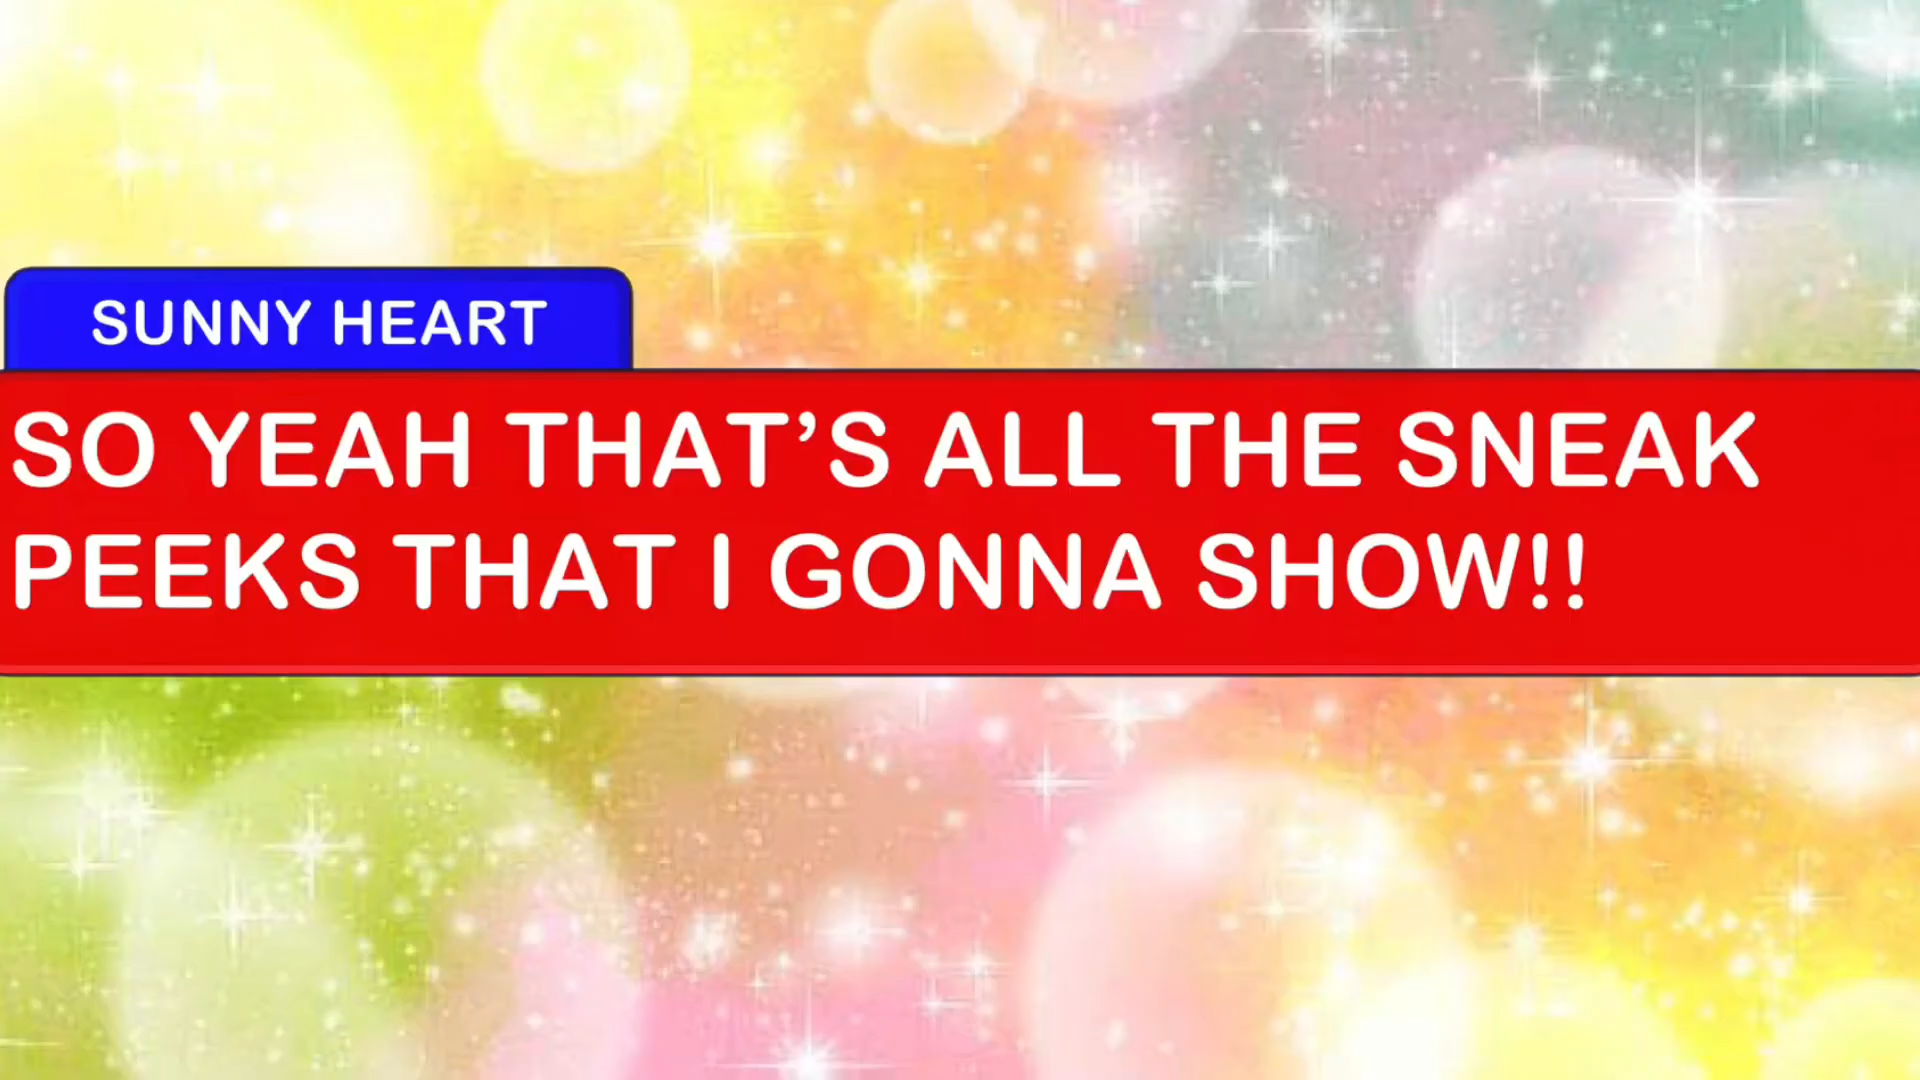 SUNNY HEART
SO YEAH THAT’S ALL THE SNEAK
PEEKS THAT I GONNA SHOW!!